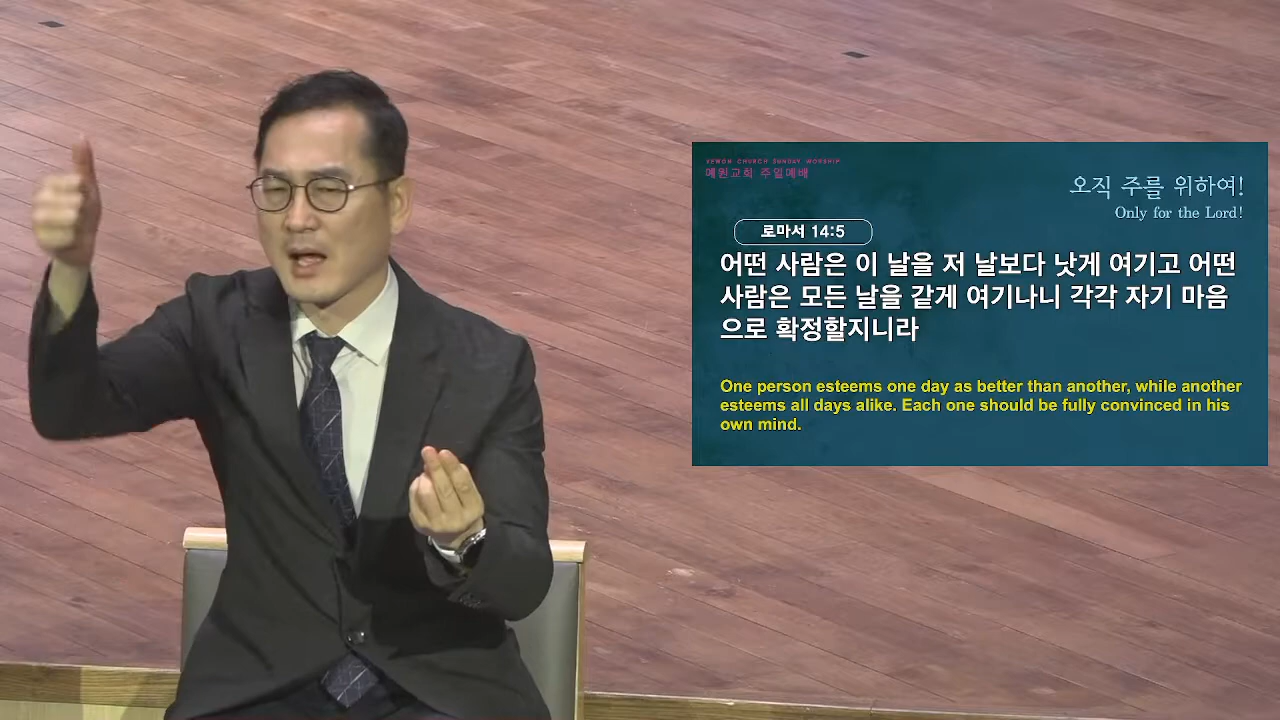 YEWON CHURCH SUNDAY WORSHIP
예원교회 주일예배
오직 주를 위하여!
Only for the Lord!
로마서 14:5
어떤 사람은 이 날을 저 날보다 낫게 여기고 어떤
사람은 모든 날을 같게 여기나니 각각 자기 마음
으로 확정할지니라
One person esteems one day as better than another, while another
esteems all days alike. Each one should be fully convinced in his
own mind.